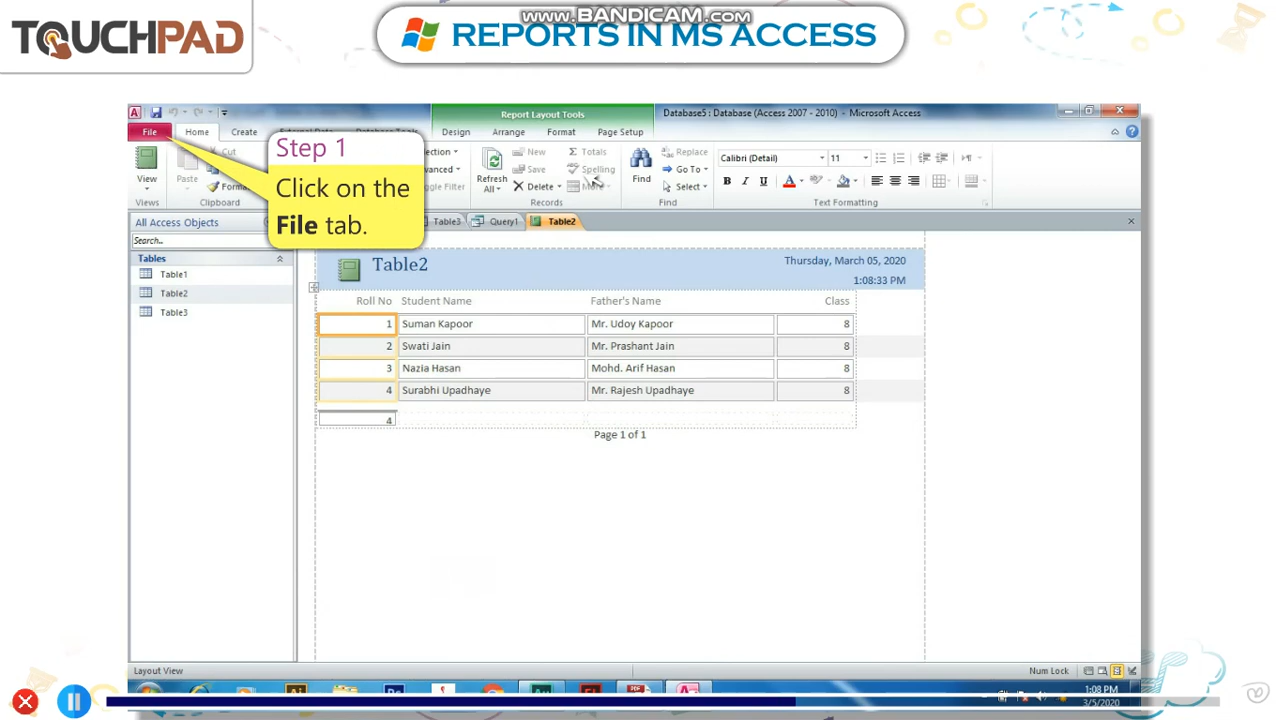 www.BANDICAM.com
TOUCHPAD
REPORTS IN MS ACCESS
Report Layout Tools
Database5 : Database (Access 2007 - 2010) - Microsoft Access
File Home Create External Data Database Tools Design Arrange Format Page Setup
Step 1
Click on the
File tab.
View
Views
Paste
Cut
Clipboard
Refresh
All
New
Save
Delete
Totals
Spelling
More
Records
Find
Replace
Go To
Select
Find
Calibri (Detail) 11
B I U
A
Text Formatting
All Access Objects
Search...
Tables
Table1
Table2
Table3
Table3 Query1 Table2
Table2
Thursday, March 05, 2020
1:08:33 PM
Roll No Student Name Father's Name Class
1 Suman Kapoor Mr. Udoy Kapoor 8
2 Swati Jain Mr. Prashant Jain 8
3 Nazia Hasan Mohd. Arif Hasan 8
4 Surabhi Upadhaye Mr. Rajesh Upadhaye 8
4
Page 1 of 1
Layout View
Num Lock
1:08 PM
3/5/2020